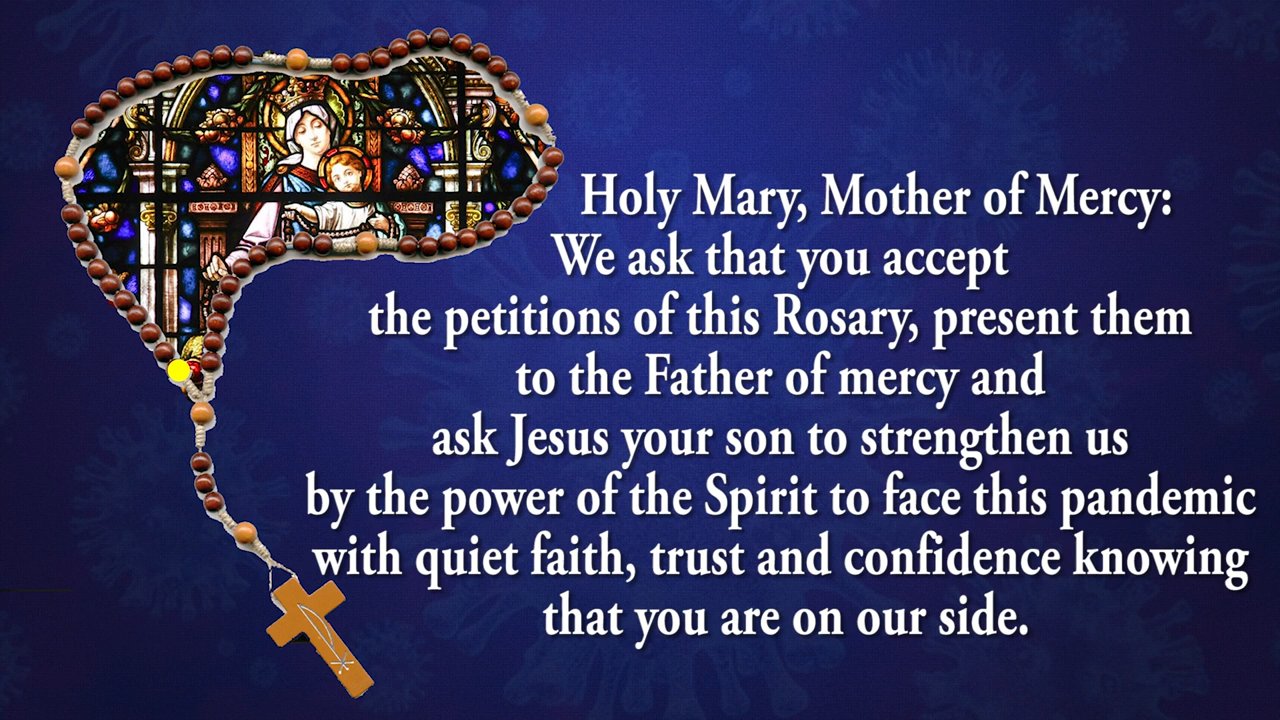 Holy Mary, Mother of Mercy:
We ask that you accept
the petitions of this Rosary, present them
to the Father of mercy and
ask Jesus your son to strengthen us
by the power of the Spirit to face this pandemic
with quiet faith, trust and confidence knowing
that you are on our side.